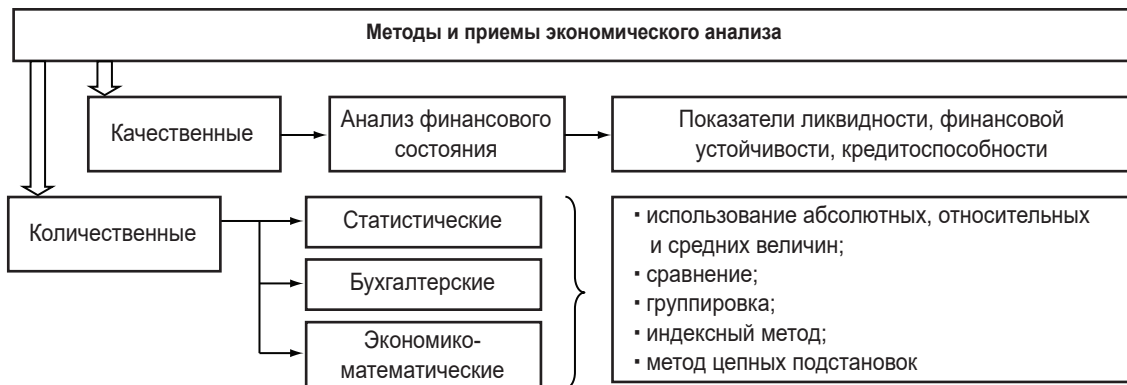 Методы и приемы экономического анализа
Качественные
Анализ финансового
состояния
Показатели ликвидности, финансовой
устойчивости, кредитоспособности
Количественные
Статистические
Бухгалтерские
Экономико-
математические
▪ использование абсолютных, относительных
и средних величин;
▪ сравнение;
▪ группировка;
▪ индексный метод;
▪ метод цепных подстановок